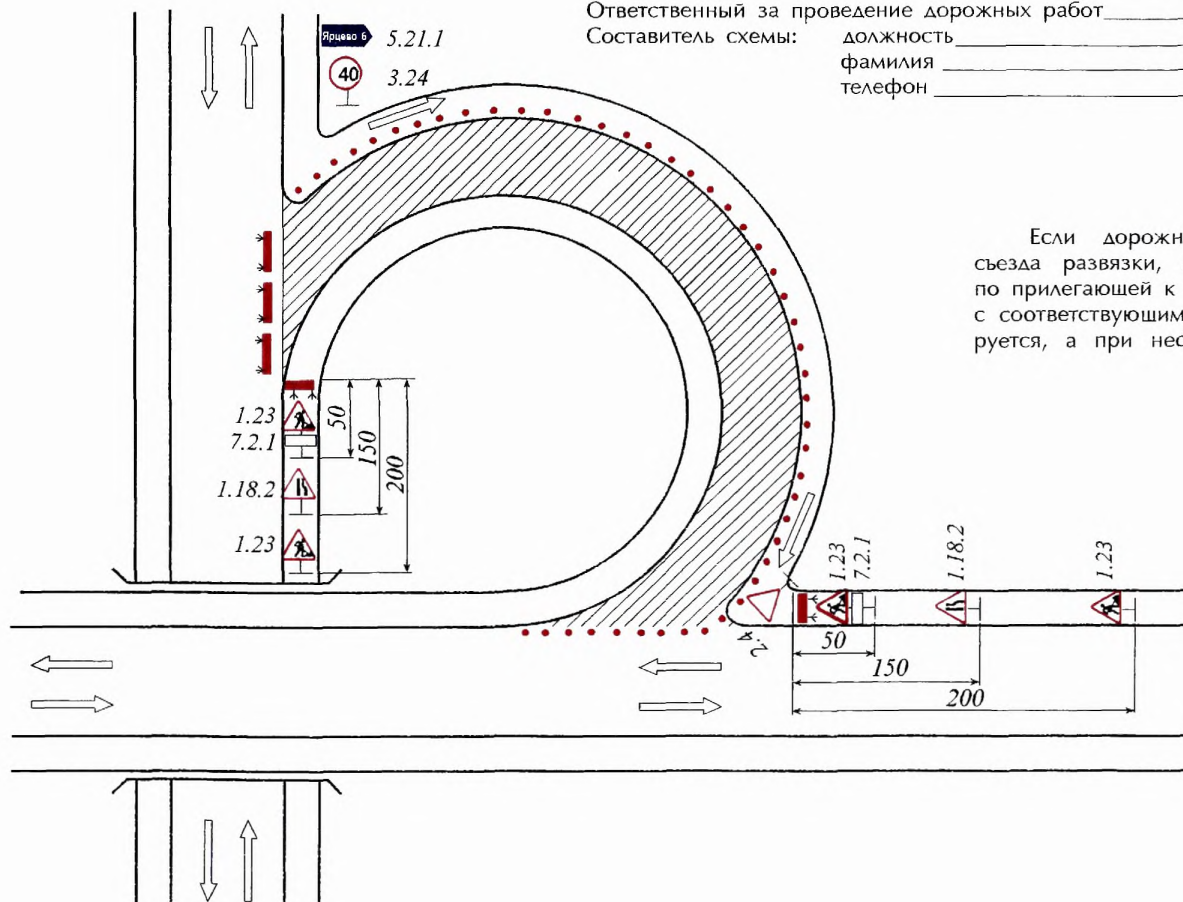 Ответственный за проведение дорожных работ
Составитель схемы: должность
фамилия
телефон
Ярцево 6 5.21.1
40 3.24
Если дорожн
съезда развязки,
по прилегающей к
с соответствующим
руется, а при нес
1.23
7.2.1
1.18.2
1.23
50
150
200
1.23
7.2.1
1.18.2
1.23
2.4
50
150
200